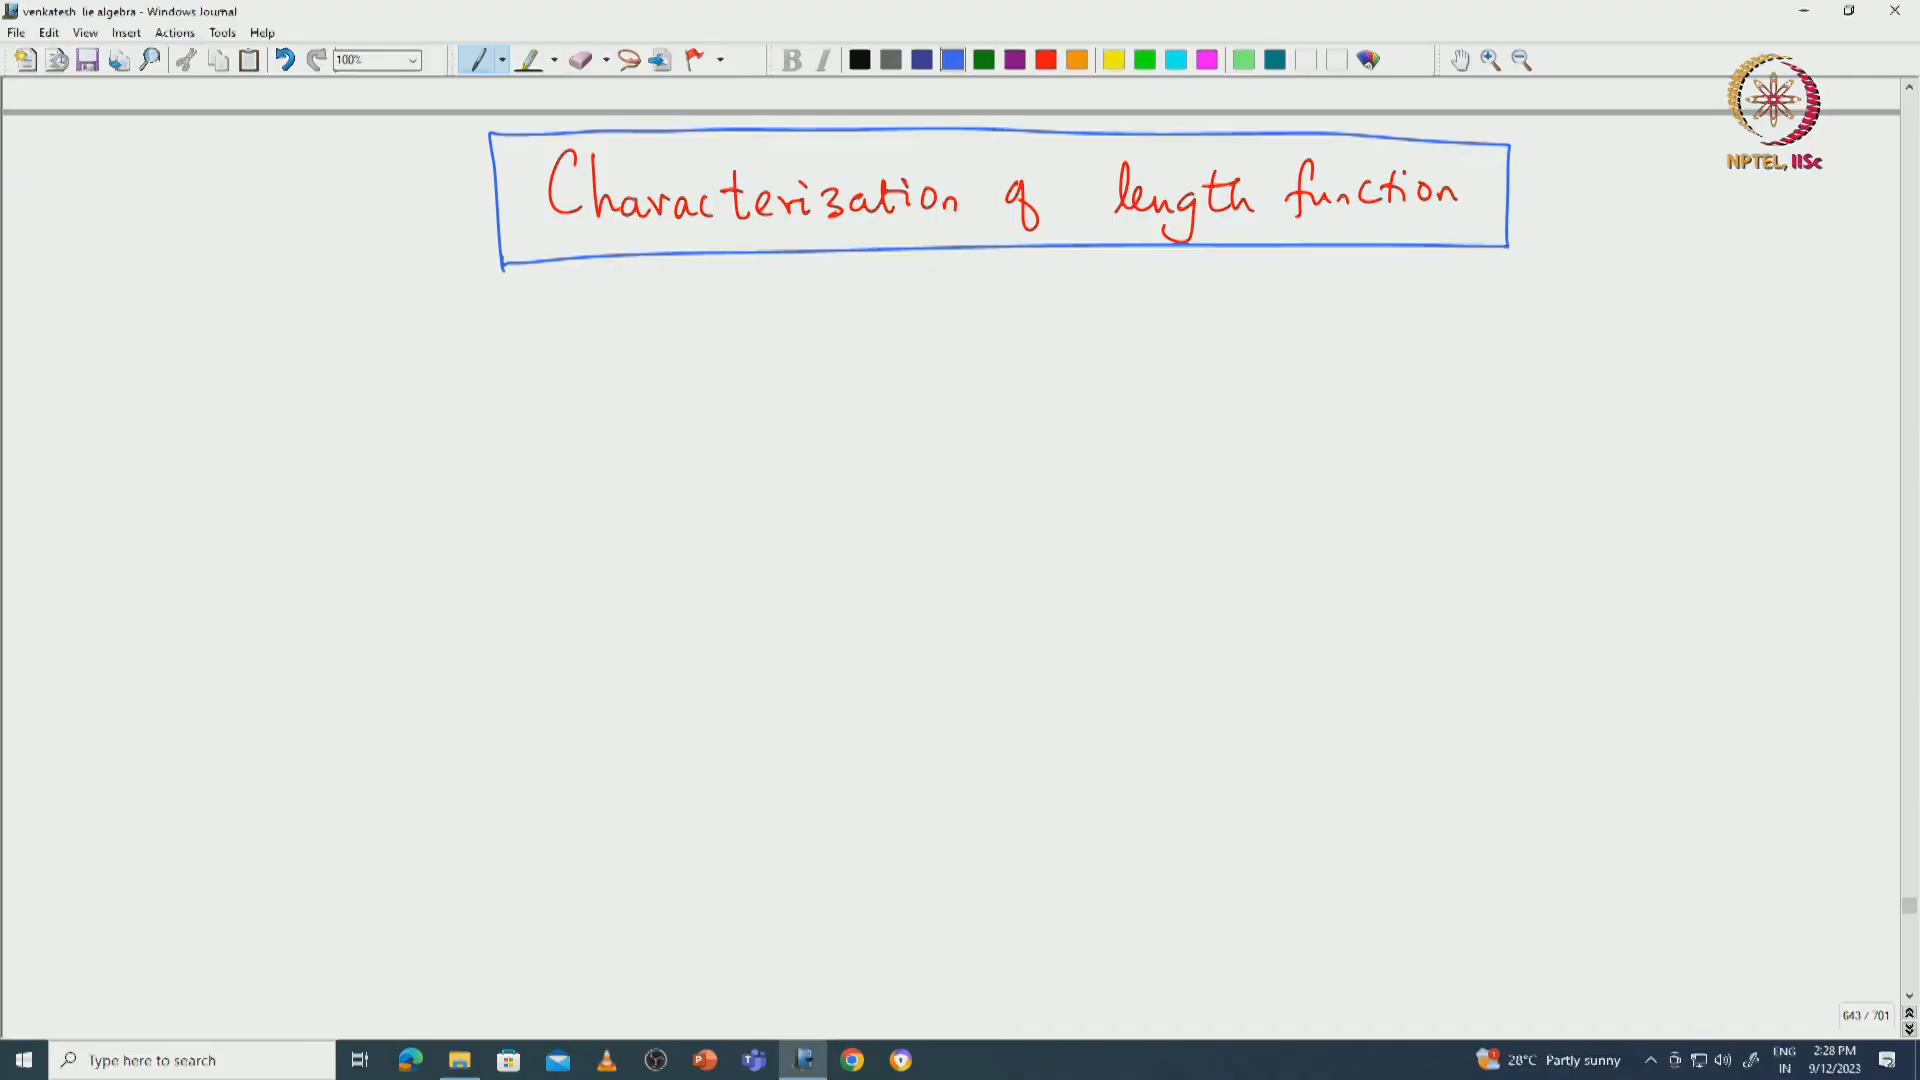 venkatesh lie algebra - Windows Journal
File Edit View Insert Actions Tools Help
100%
B I
NPTEL, IISc
Characterization of length function
643 / 701
Type here to search
1
28°C Partly sunny
ENG
IN
2:28 PM
9/12/2023